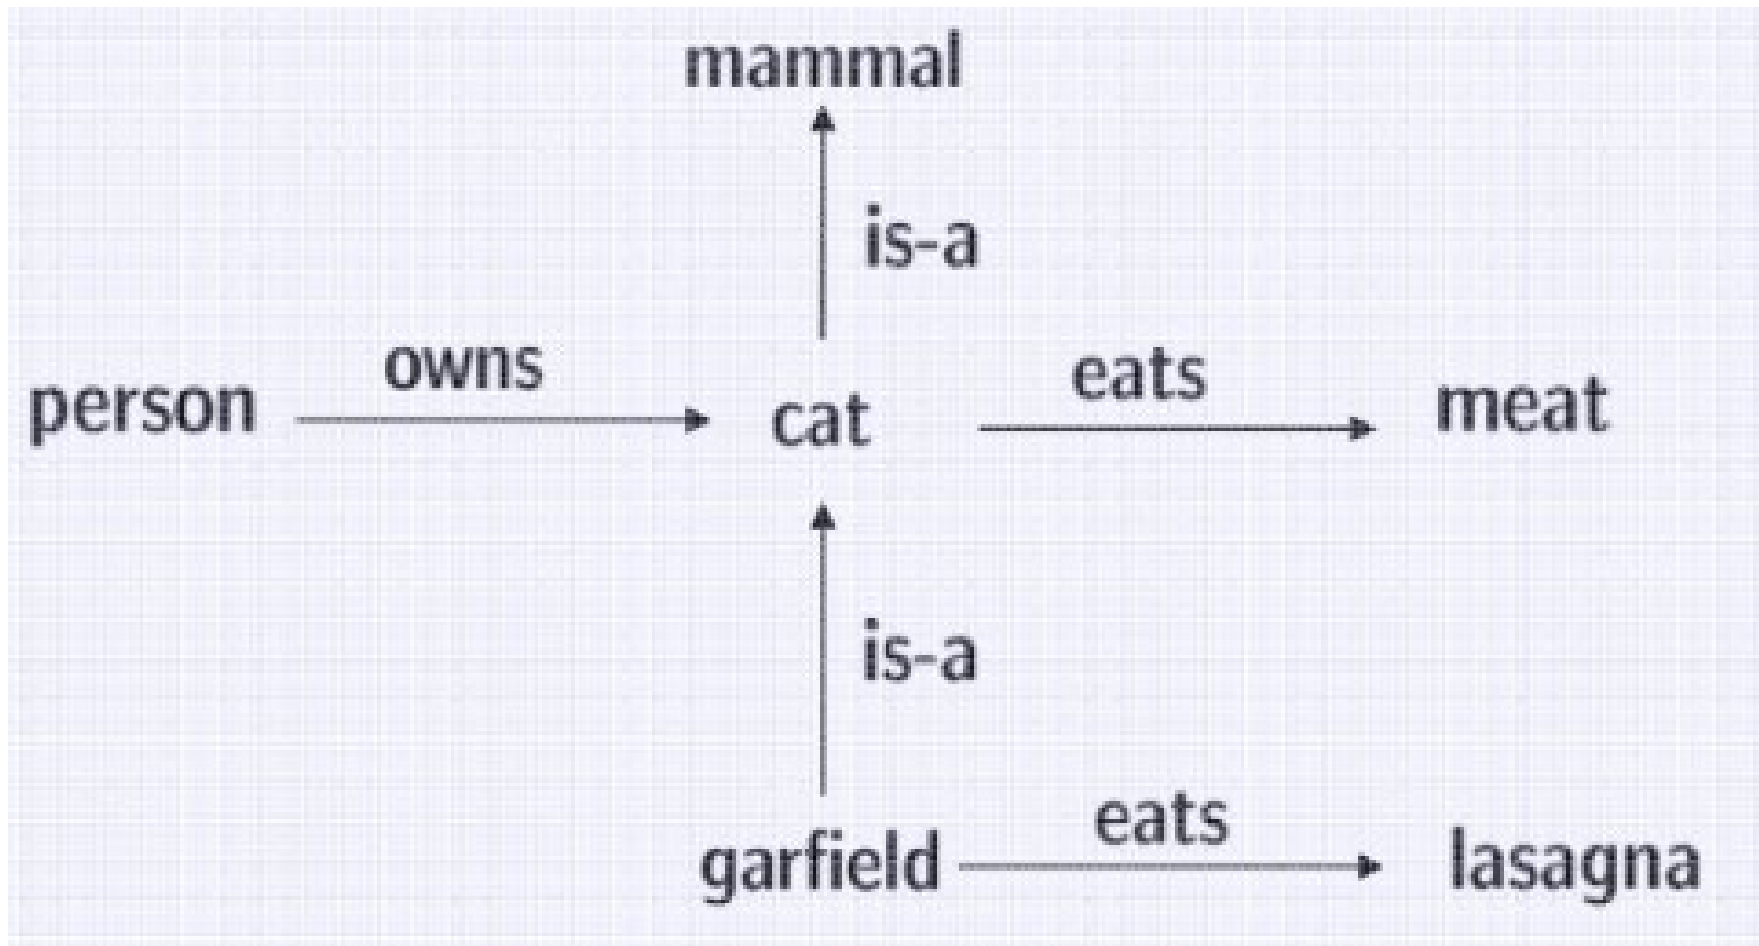 mammal
is-a
owns
eats
person
cat
meat
is-a
eats
garfield
lasagna